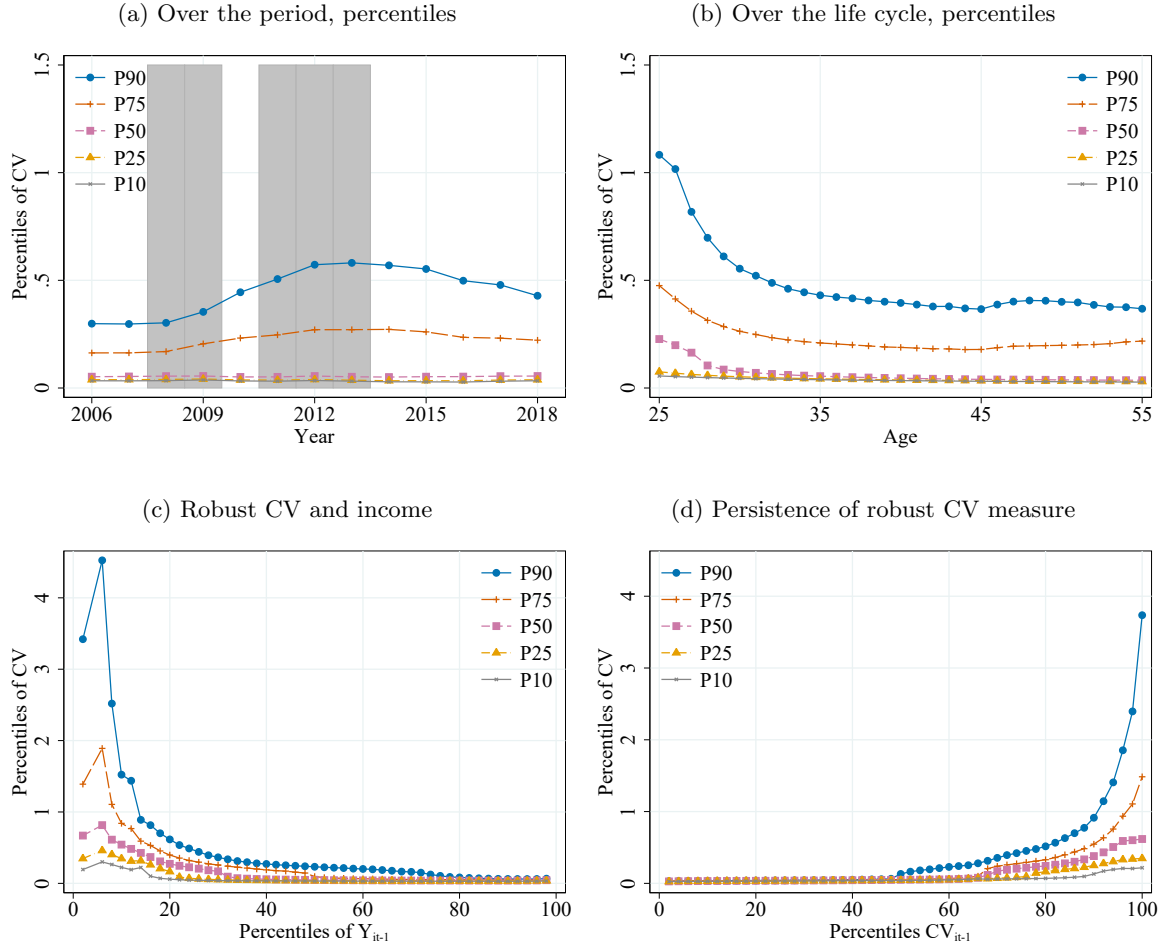 (a) Over the period, percentiles
Percentiles of CV
1.5
1
.5
0
P90
P75
P50
P25
P10
2006 2009 2012 2015 2018
Year
(b) Over the life cycle, percentiles
Percentiles of CV
1.5
1
.5
0
P90
P75
P50
P25
P10
25 35 45 55
Age
(c) Robust CV and income
Percentiles of CV
4
3
2
1
0
P90
P75
P50
P25
P10
0 20 40 60 80 100
Percentiles of Y_it-1
(d) Persistence of robust CV measure
Percentiles of CV
4
3
2
1
0
P90
P75
P50
P25
P10
0 20 40 60 80 100
Percentiles CV_it-1